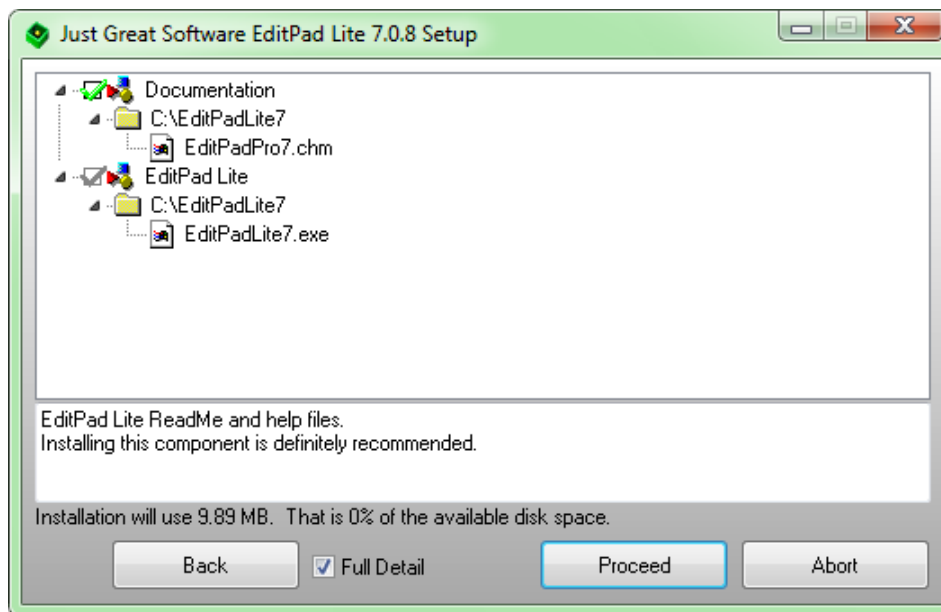 Just Great Software EditPad Lite 7.0.8 Setup
Documentation
C:\EditPadLite7
EditPadPro7.chm
EditPad Lite
C:\EditPadLite7
EditPadLite7.exe
EditPad Lite ReadMe and help files.
Installing this component is definitely recommended.
Installation will use 9.89 MB.  That is 0% of the available disk space.
Back Full Detail Proceed Abort